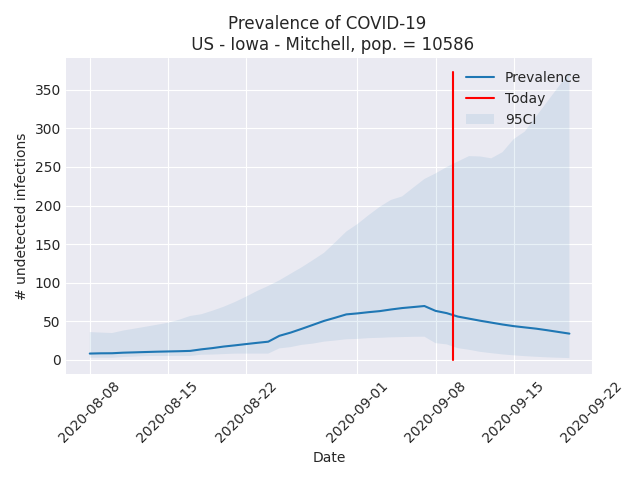 Prevalence of COVID-19
US - Iowa - Mitchell, pop. = 10586
Prevalence
Today
95CI
350
300
250
200
150
100
50
0
# undetected infections
2020-08-08
2020-08-15
2020-08-22
2020-09-01
2020-09-08
2020-09-15
2020-09-22
Date